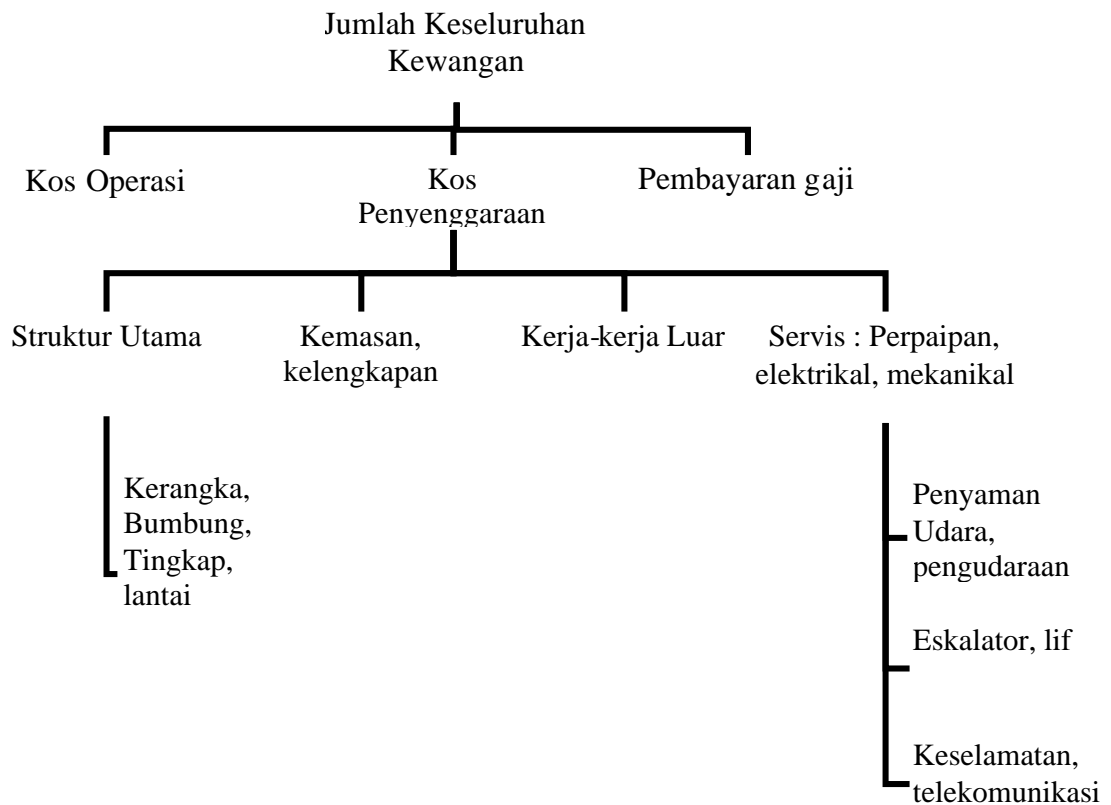 Jumlah Keseluruhan
Kewangan
Kos Operasi
Kos
Penyenggaraan
Pembayaran gaji
Struktur Utama
Kemasan,
kelengkapan
Kerja-kerja Luar
Servis : Perpaipan,
elektrikal, mekanikal
Kerangka,
Bumbung,
Tingkap,
lantai
Penyaman
Udara,
pengudaraan
Eskalator, lif
Keselamatan,
telekomunikasi